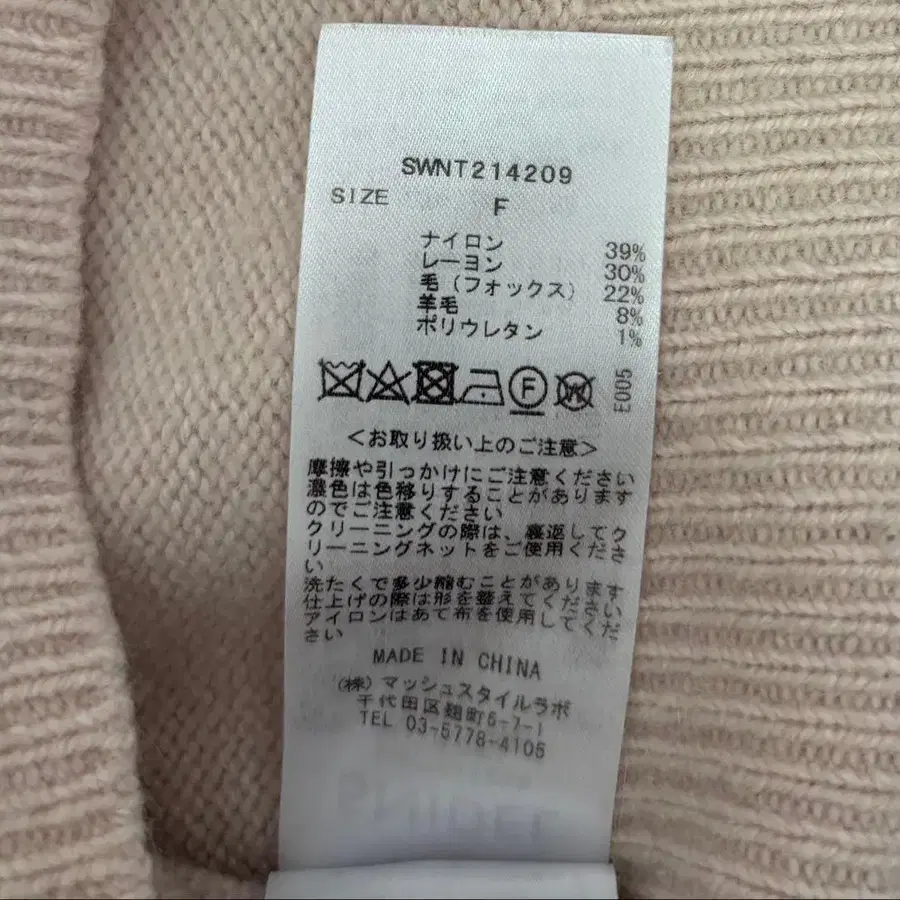 SWNT214209
SIZE F
ナイロン 39%
レーヨン 30%
毛(フォックス) 22%
羊毛 8%
ポリウレタン 1%
F W E005
<お取り扱い上のご注意>
摩擦や引っかけにご注意ください
濃色は色移りすることがあります
のでご注意ください
クリーニングの際は、裏返してク
リーニングネットをご使用くださ
い
洗たくで多少縮むことがあります
仕上げの際は形を整えてください
アイロンはあて布を使用してくだ
さい
MADE IN CHINA
(株)マッシュスタイルラボ
千代田区麹町5-7-1
TEL 03-5778-4105